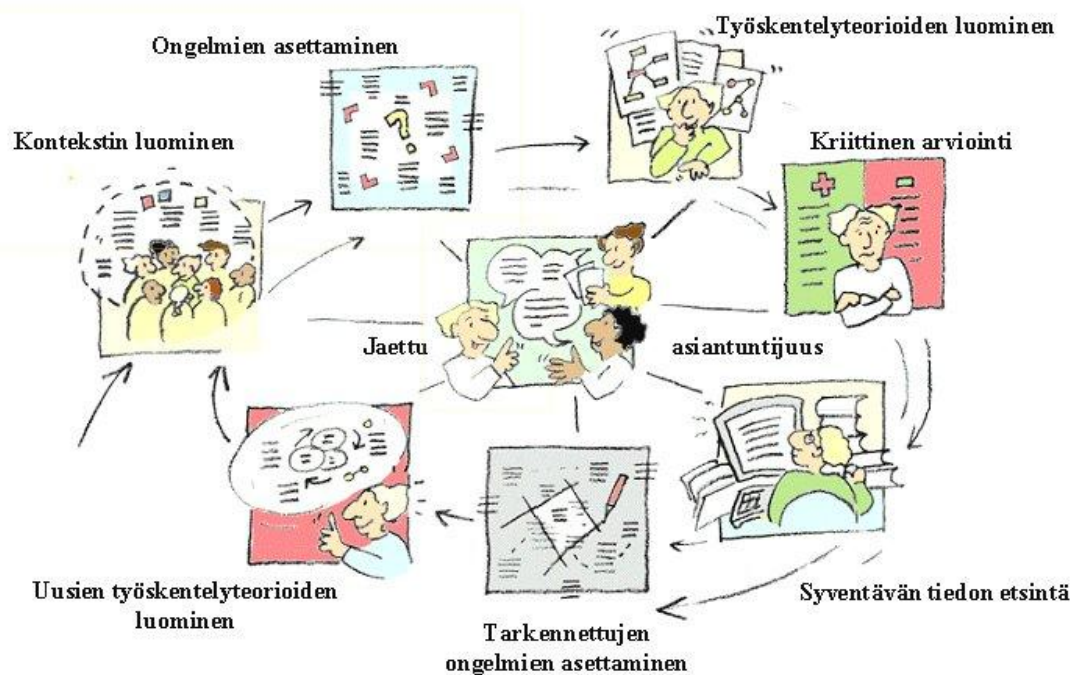 Ongelmien asettaminen
Työskentelyteorioiden luominen
Kontekstin luominen
Kriittinen arviointi
Jaettu asiantuntijuus
Uusien työskentelyteorioiden
luominen
Syventävän tiedon etsintä
Tarkennettujen
ongelmien asettaminen